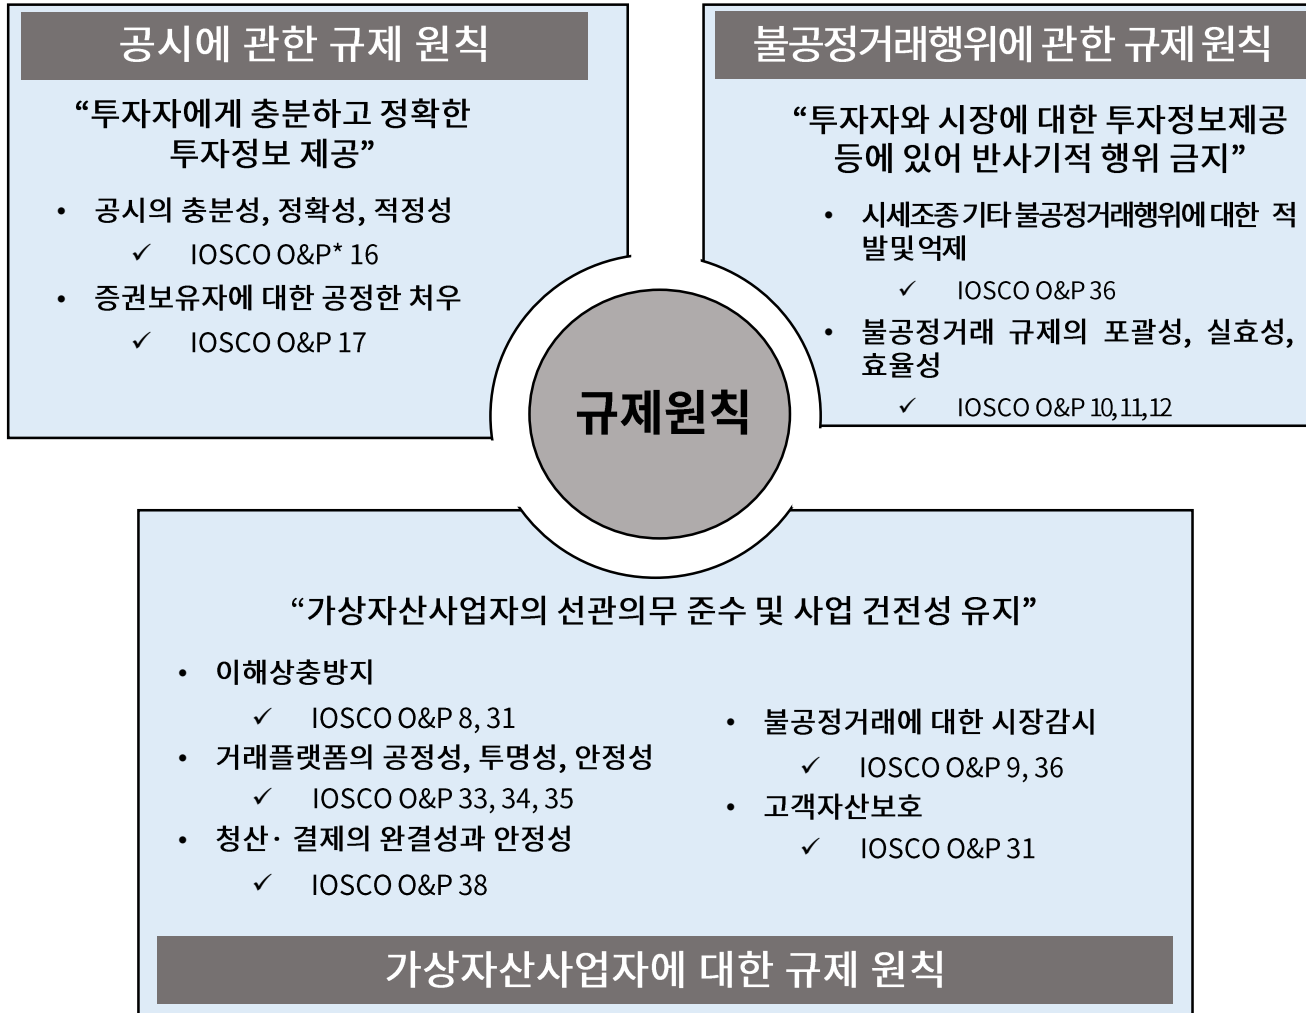 공시에 관한 규제 원칙
“투자자에게 충분하고 정확한
투자정보 제공”
• 공시의 충분성, 정확성, 적정성
✓ IOSCO O&P* 16
• 증권보유자에 대한 공정한 처우
✓ IOSCO O&P 17
불공정거래행위에 관한 규제 원칙
“투자자와 시장에 대한 투자정보제공
등에 있어 반사기적 행위 금지”
• 시세조종 기타 불공정거래행위에 대한 적
발 및 억제
✓ IOSCO O&P 36
• 불공정거래 규제의 포괄성, 실효성,
효율성
✓ IOSCO O&P 10,11,12
규제원칙
“가상자산사업자의 선관의무 준수 및 사업 건전성 유지”
• 이해상충방지
✓ IOSCO O&P 8, 31
• 거래플랫폼의 공정성, 투명성, 안정성
✓ IOSCO O&P 33, 34, 35
• 청산· 결제의 완결성과 안정성
✓ IOSCO O&P 38
• 불공정거래에 대한 시장감시
✓ IOSCO O&P 9, 36
• 고객자산보호
✓ IOSCO O&P 31
가상자산사업자에 대한 규제 원칙